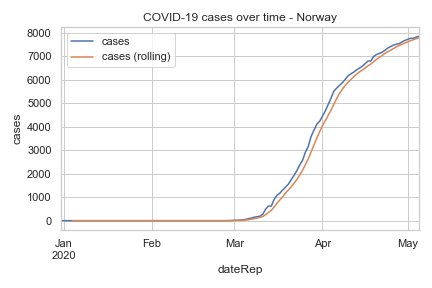 COVID-19 cases over time - Norway
cases
cases (rolling)
8000
7000
6000
5000
4000
3000
2000
1000
0
cases
Jan Feb Mar Apr May
2020
dateRep